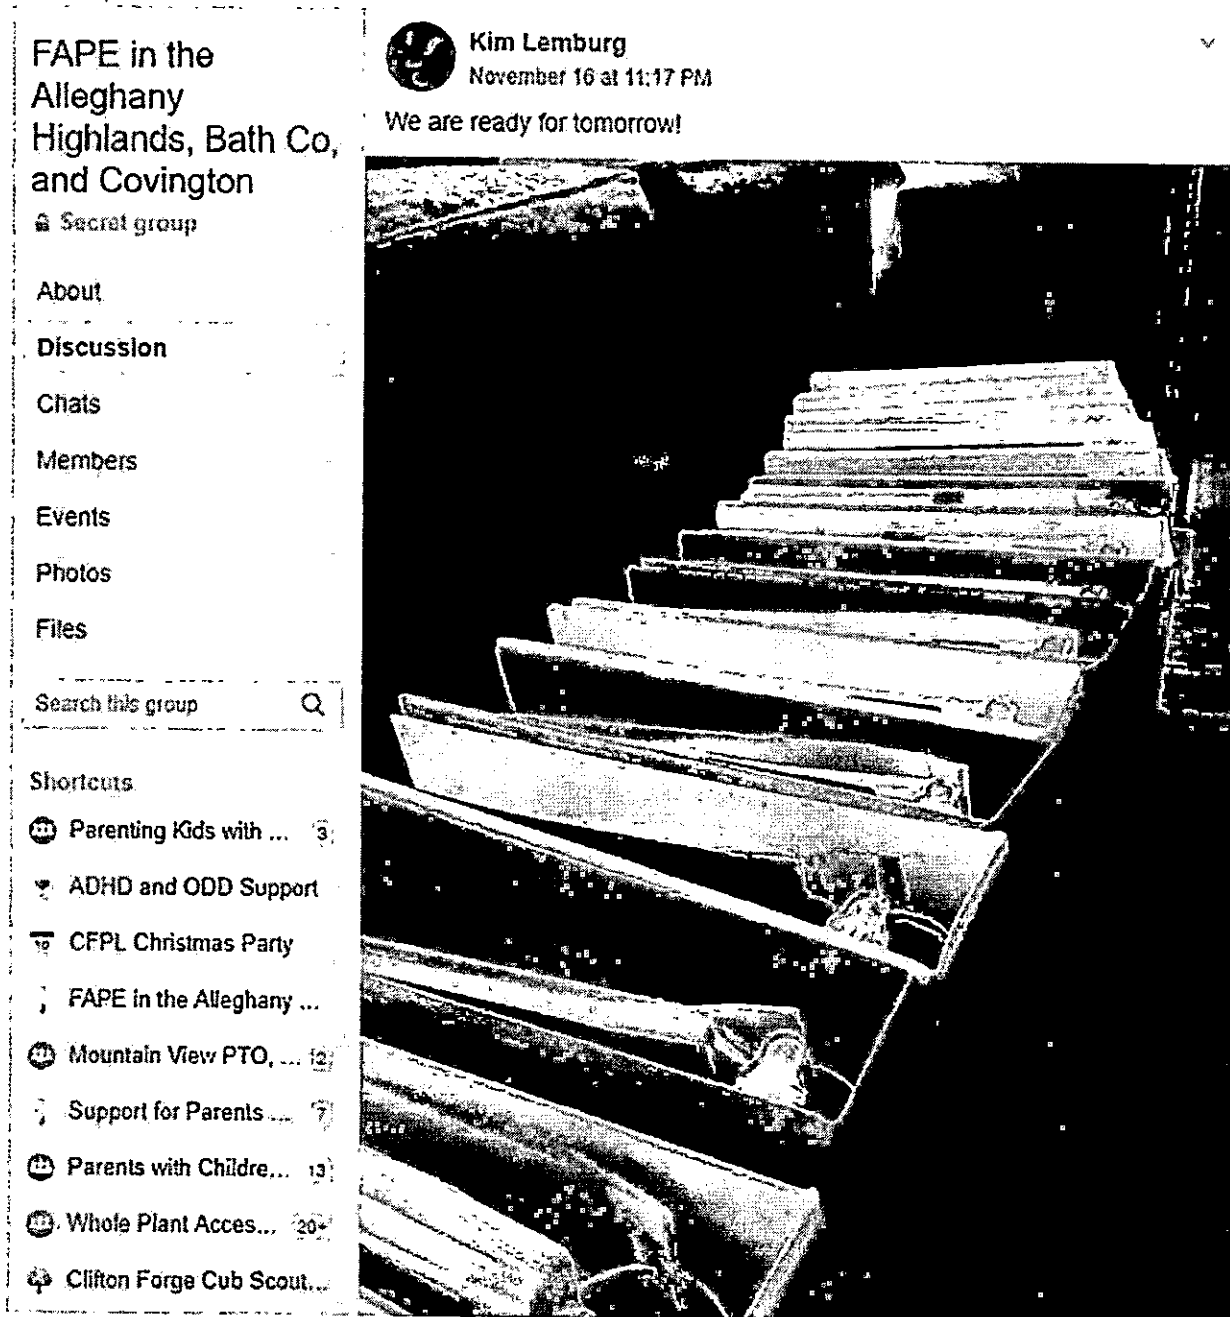 FAPE in the
Alleghany
Highlands, Bath Co,
and Covington
Secret group
About
Discussion
Chats
Members
Events
Photos
Files
Search this group
Shortcuts
Parenting Kids with ... 3
ADHD and ODD Support
CFPL Christmas Party
FAPE in the Alleghany ...
Mountain View PTO, ... 2
Support for Parents ... 7
Parents with Childre... 13
Whole Plant Acces... 20+
Clifton Forge Cub Scout...
Kim Lemburg
November 16 at 11:17 PM
We are ready for tomorrow!